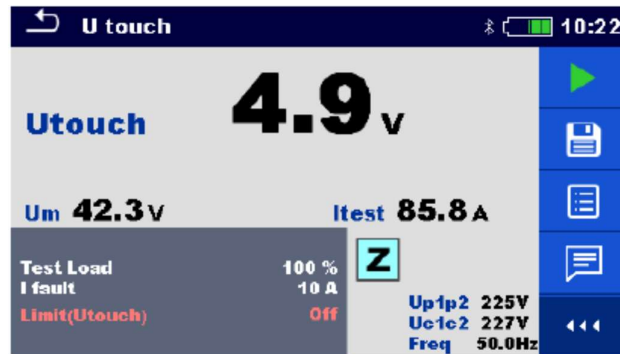 U touch 10:22
Utouch 4.9 V
Um 42.3 V Itest 85.8 A
Test Load 100 %
I fault 10 A
Limit(Utouch) Off
Z
Up1p2 225V
Uc1c2 227V
Freq 50.0Hz